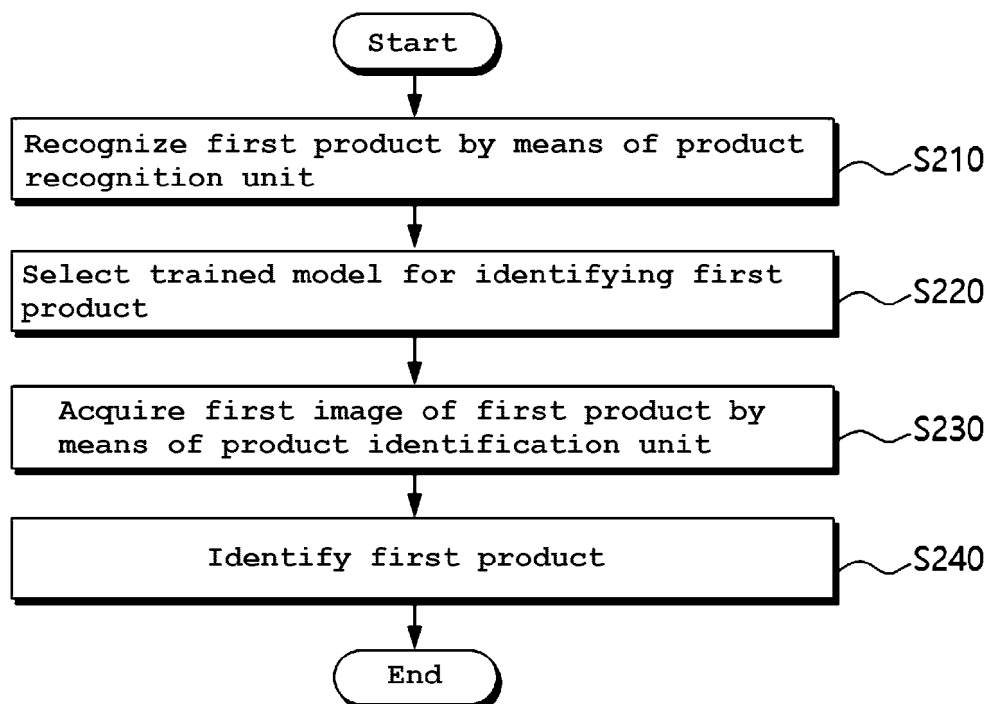 Start
Recognize first product by means of product
recognition unit
S210
Select trained model for identifying first
product
S220
Acquire first image of first product by
means of product identification unit
S230
Identify first product
S240
End